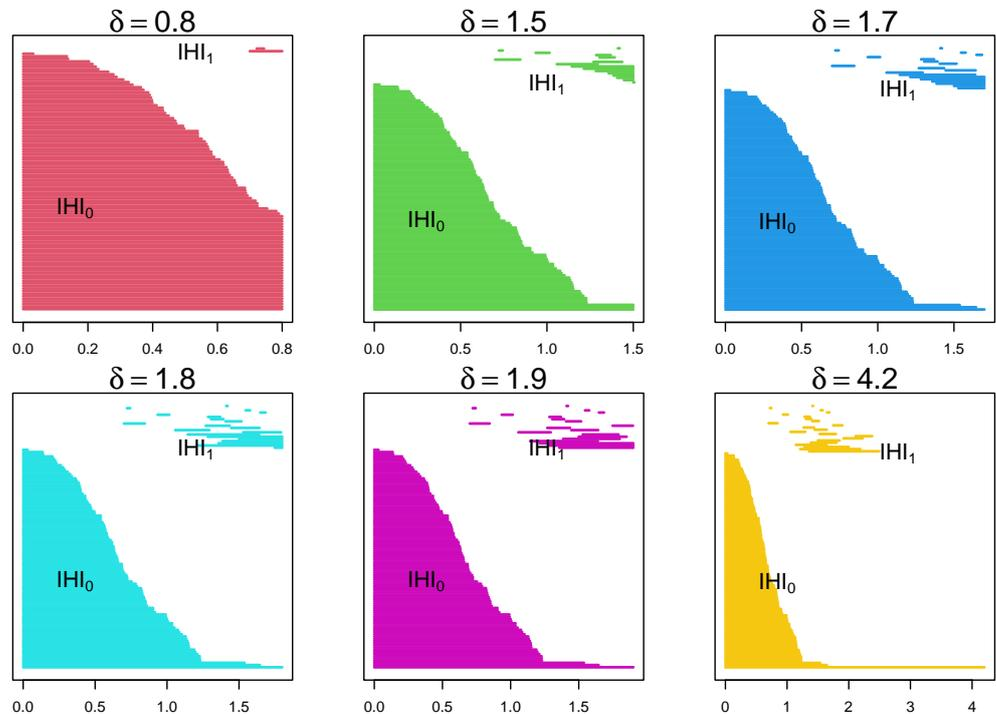 δ = 0.8
δ = 1.5
δ = 1.7
IHI₁
IHI₁
IHI₁
IHI₀
IHI₀
IHI₀
0.0 0.2 0.4 0.6 0.8
0.0 0.5 1.0 1.5
0.0 0.5 1.0 1.5
δ = 1.8
δ = 1.9
δ = 4.2
IHI₁
IHI₁
IHI₁
IHI₀
IHI₀
IHI₀
0.0 0.5 1.0 1.5
0.0 0.5 1.0 1.5
0 1 2 3 4